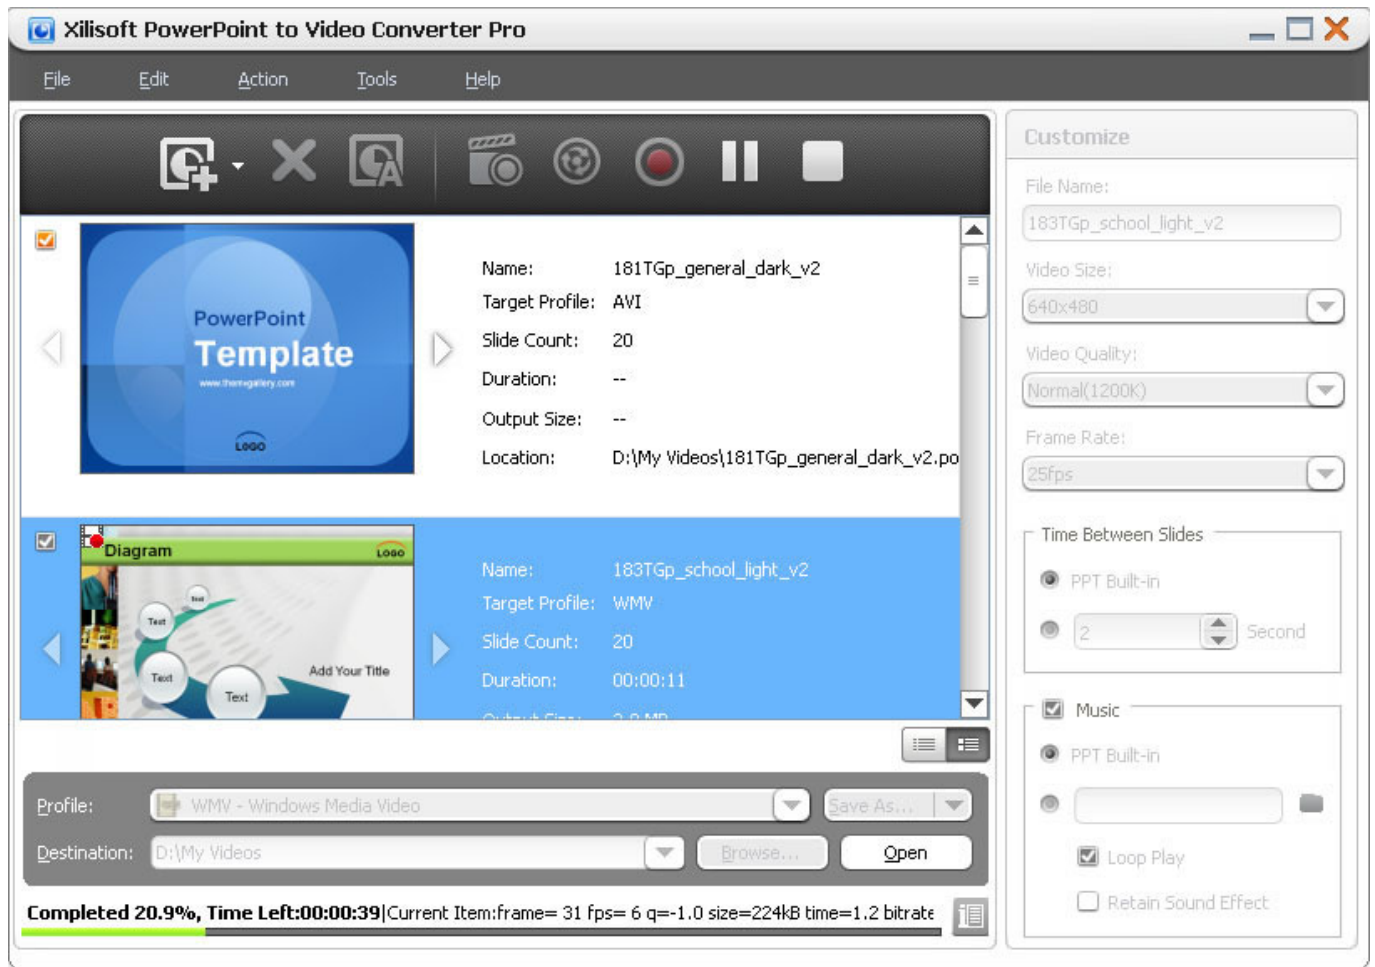 Xilisoft PowerPoint to Video Converter Pro
File Edit Action Tools Help
PowerPoint
Template
www.themegallery.com
LOGO
Name: 181TGp_general_dark_v2
Target Profile: AVI
Slide Count: 20
Duration: --
Output Size: --
Location: D:\My Videos\181TGp_general_dark_v2.po
Diagram
LOGO
Text
Text
Text
Text
Add Your Title
Name: 183TGp_school_light_v2
Target Profile: WMV
Slide Count: 20
Duration: 00:00:11
Profile: WMV - Windows Media Video Save As...
Destination: D:\My Videos Browse... Open
Completed 20.9%, Time Left:00:00:39|Current Item:frame= 31 fps= 6 q=-1.0 size=224kB time=1.2 bitrate
Customize
File Name:
183TGp_school_light_v2
Video Size:
640x480
Video Quality:
Normal(1200K)
Frame Rate:
25fps
Time Between Slides
PPT Built-in
2 Second
Music
PPT Built-in
Loop Play
Retain Sound Effect